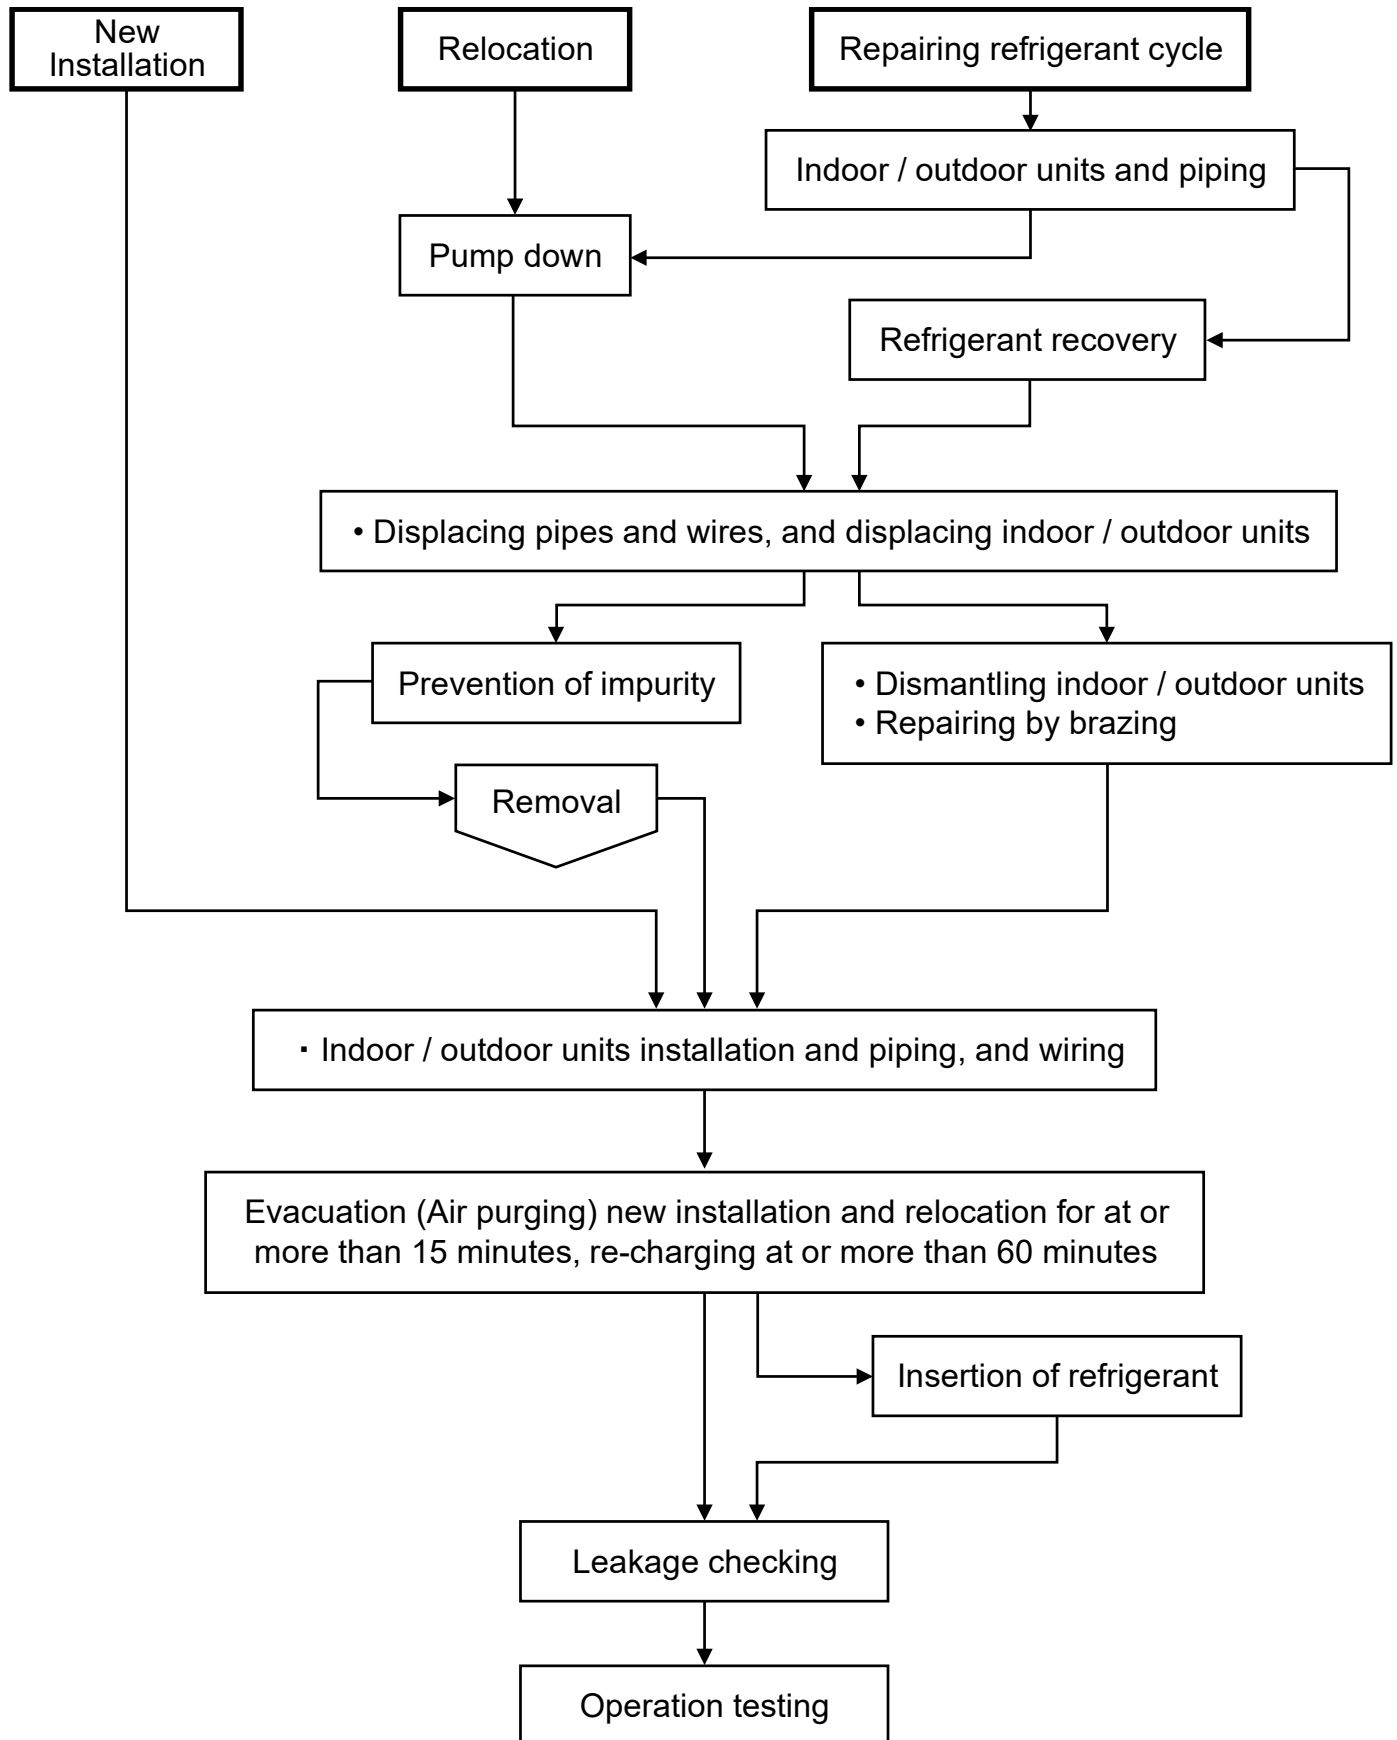 New
Installation
Relocation
Repairing refrigerant cycle
Indoor / outdoor units and piping
Pump down
Refrigerant recovery
• Displacing pipes and wires, and displacing indoor / outdoor units
Prevention of impurity
• Dismantling indoor / outdoor units
• Repairing by brazing
Removal
· Indoor / outdoor units installation and piping, and wiring
Evacuation (Air purging) new installation and relocation for at or
more than 15 minutes, re-charging at or more than 60 minutes
Insertion of refrigerant
Leakage checking
Operation testing